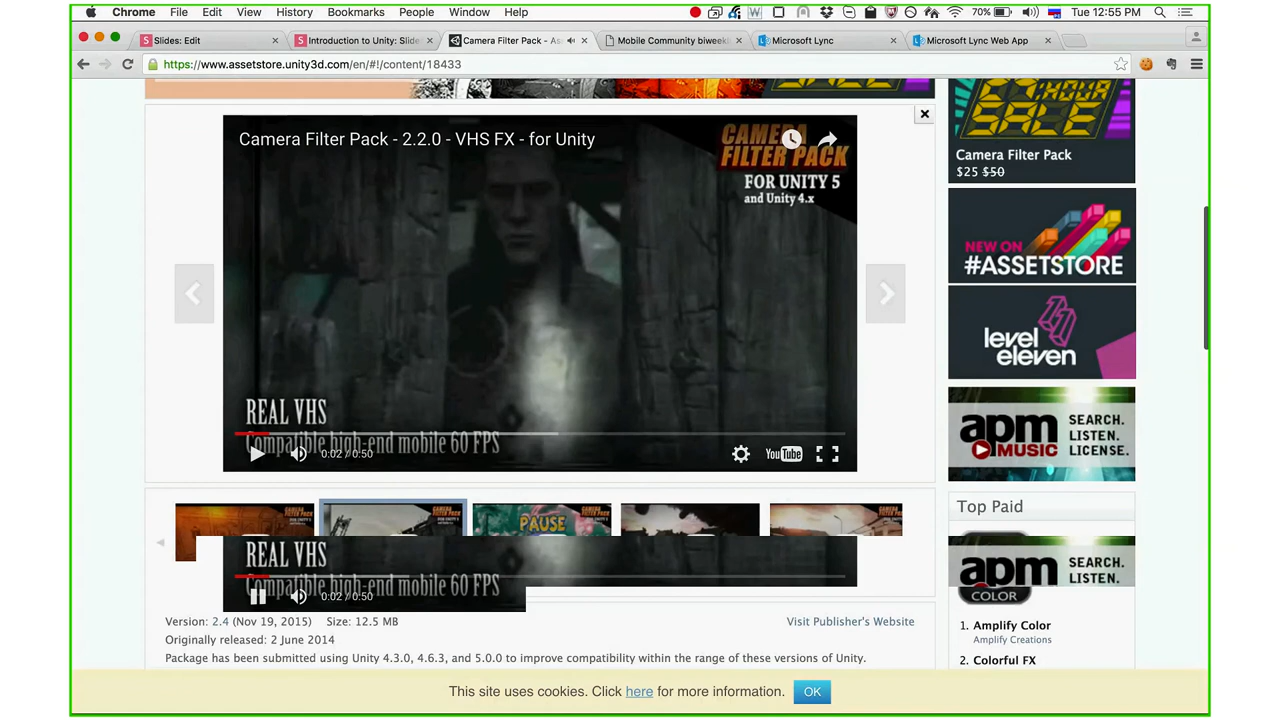 Chrome File Edit View History Bookmarks People Window Help 70% Tue 12:55 PM
Slides: Edit Introduction to Unity: Slide Camera Filter Pack - As Mobile Community biweek Microsoft Lync Microsoft Lync Web App
https://www.assetstore.unity3d.com/en/#!/content/18433
Camera Filter Pack - 2.2.0 - VHS FX - for Unity
CAMERA
FILTER PACK
FOR UNITY 5
and Unity 4.x
REAL VHS
Compatible high-end mobile 60 FPS
0:02 / 0:50
YouTube
PAUSE
REAL VHS
Compatible high-end mobile 60 FPS
0:02 / 0:50
Version: 2.4 (Nov 19, 2015) Size: 12.5 MB
Visit Publisher's Website
Originally released: 2 June 2014
Package has been submitted using Unity 4.3.0, 4.6.3, and 5.0.0 to improve compatibility within the range of these versions of Unity.
HOUR
SALE
Camera Filter Pack
$25 $50
NEW ON
#ASSETSTORE
level
eleven
apm
MUSIC
SEARCH.
LISTEN.
LICENSE.
Top Paid
apm
SEARCH.
LISTEN.
COLOR
1. Amplify Color
Amplify Creations
2. Colorful FX
This site uses cookies. Click here for more information. OK